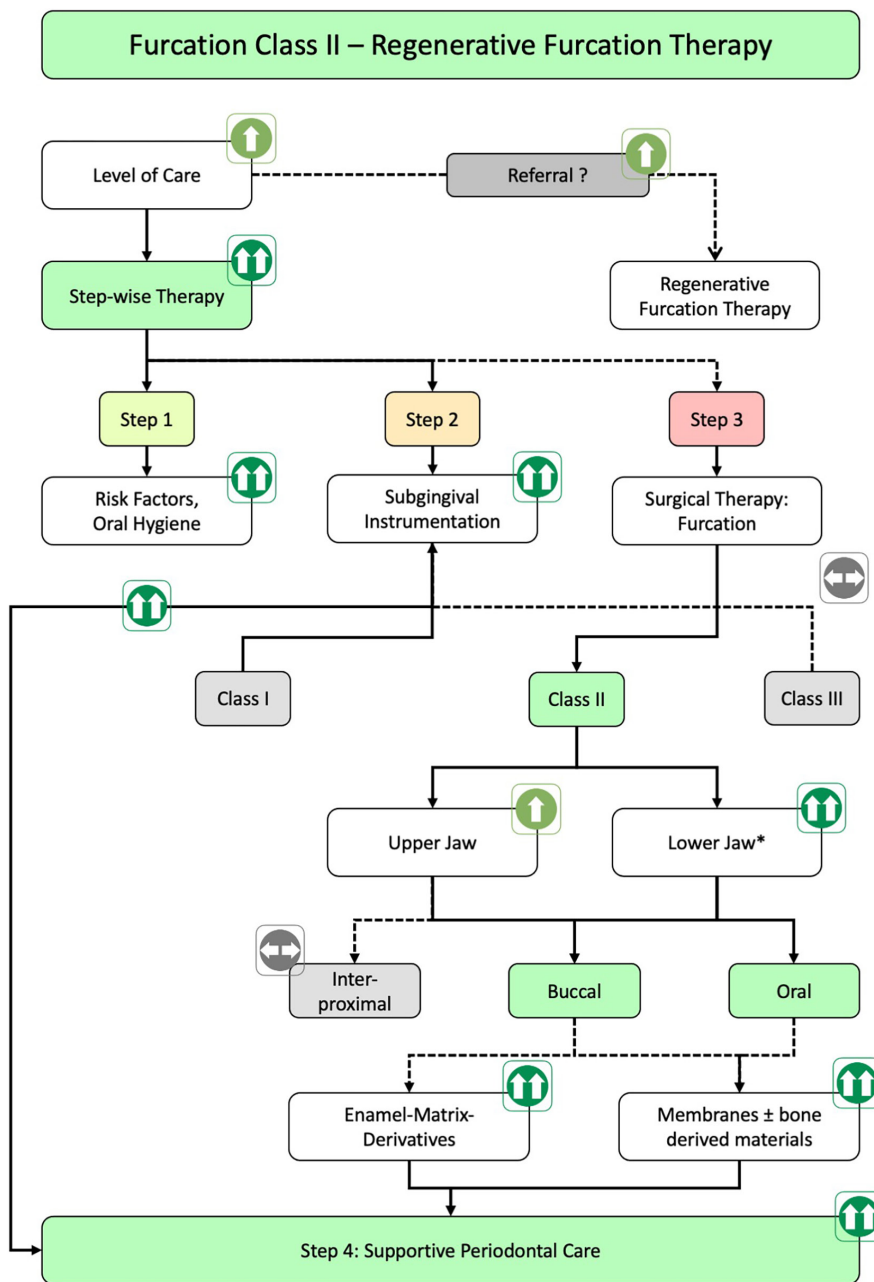 Furcation Class II – Regenerative Furcation Therapy
Level of Care
Referral ?
Step-wise Therapy
Regenerative
Furcation Therapy
Step 1
Step 2
Step 3
Risk Factors,
Oral Hygiene
Subgingival
Instrumentation
Surgical Therapy:
Furcation
Class I
Class II
Class III
Upper Jaw
Lower Jaw*
Inter-
proximal
Buccal
Oral
Enamel-Matrix-
Derivatives
Membranes ± bone
derived materials
Step 4: Supportive Periodontal Care